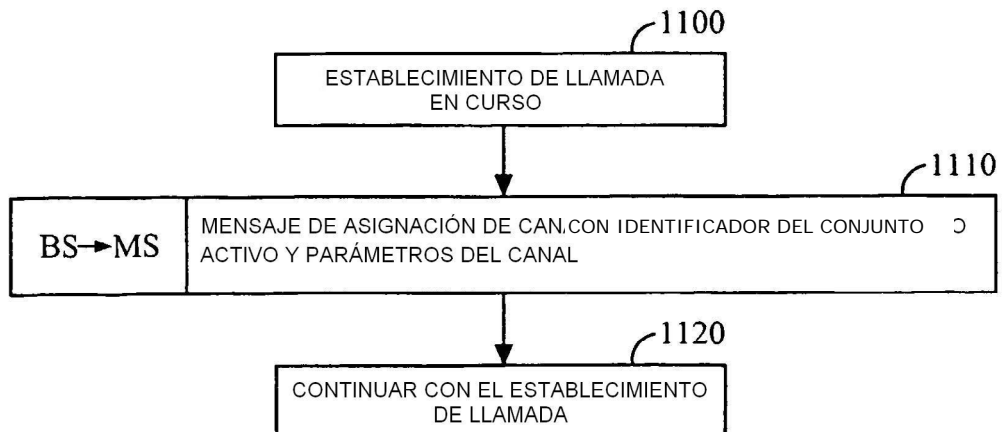 1100
ESTABLECIMIENTO DE LLAMADA
EN CURSO
1110
BS→MS
MENSAJE DE ASIGNACIÓN DE CAN CON IDENTIFICADOR DEL CONJUNTO
ACTIVO Y PARÁMETROS DEL CANAL
1120
CONTINUAR CON EL ESTABLECIMIENTO
DE LLAMADA